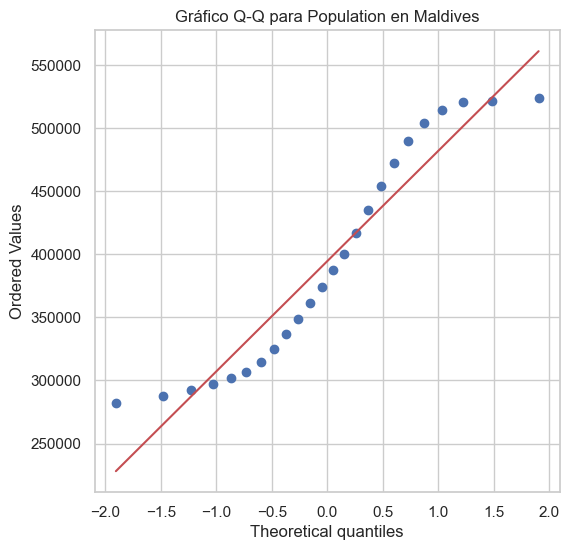 Gráfico Q-Q para Population en Maldives
Ordered Values
550000
500000
450000
400000
350000
300000
250000
−2.0 −1.5 −1.0 −0.5 0.0 0.5 1.0 1.5 2.0
Theoretical quantiles